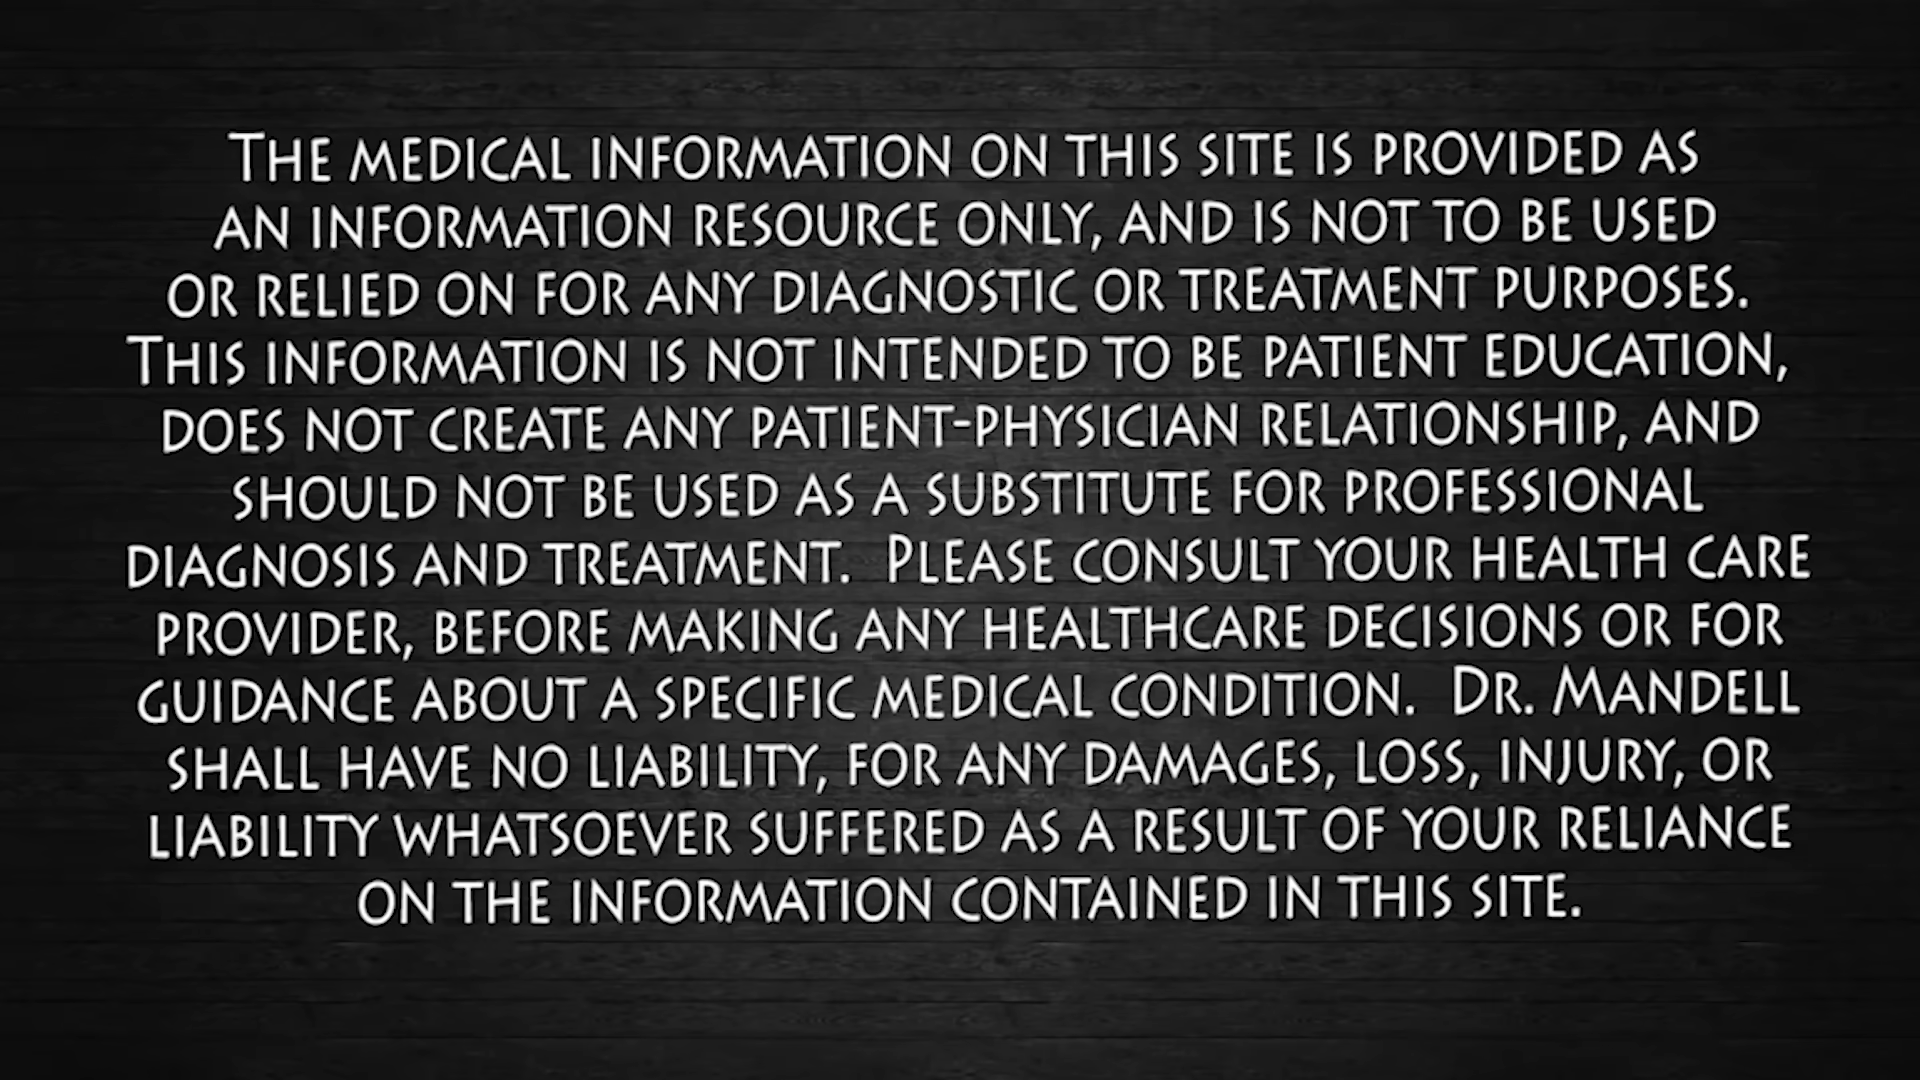 The medical information on this site is provided as
an information resource only, and is not to be used
or relied on for any diagnostic or treatment purposes.
This information is not intended to be patient education,
does not create any patient-physician relationship, and
should not be used as a substitute for professional
diagnosis and treatment.  Please consult your health care
provider, before making any healthcare decisions or for
guidance about a specific medical condition.  Dr. Mandell
shall have no liability, for any damages, loss, injury, or
liability whatsoever suffered as a result of your reliance
on the information contained in this site.